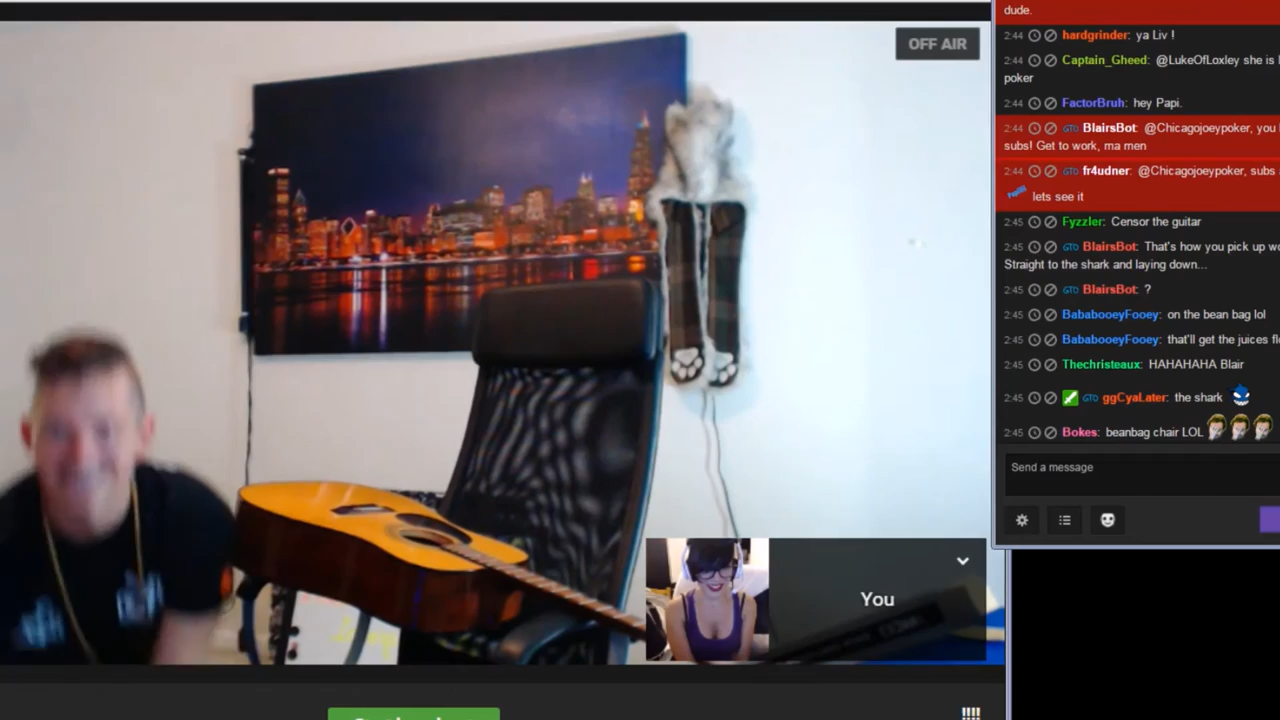 OFF AIR
You
dude.
2:44 hardgrinder: ya Liv !
2:44 Captain_Gheed: @LukeOfLoxley she is
poker
2:44 FactorBruh: hey Papi.
2:44 GTO BlairsBot: @Chicagojoeypoker, you
subs! Get to work, ma men
2:44 GTO fr4udner: @Chicagojoeypoker, subs
lets see it
2:45 Fyzzler: Censor the guitar
2:45 GTO BlairsBot: That's how you pick up
Straight to the shark and laying down...
2:45 GTO BlairsBot: ?
2:45 BababooeyFooey: on the bean bag lol
2:45 BababooeyFooey: that'll get the juices
2:45 Thechristeaux: HAHAHAHA Blair
2:45 GTO ggCyaLater: the shark
2:45 Bokes: beanbag chair LOL
Send a message